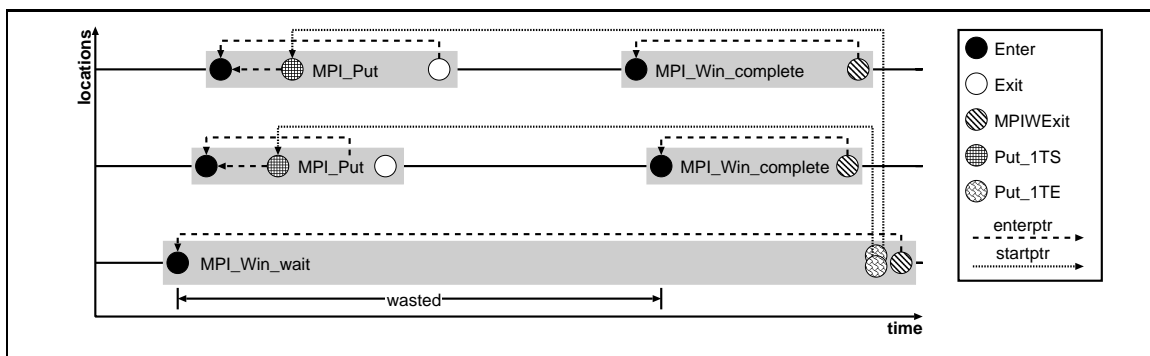 locations
MPI_Put
MPI_Win_complete
MPI_Put
MPI_Win_complete
MPI_Win_wait
wasted
time
Enter
Exit
MPIWExit
Put_1TS
Put_1TE
enterptr
startptr